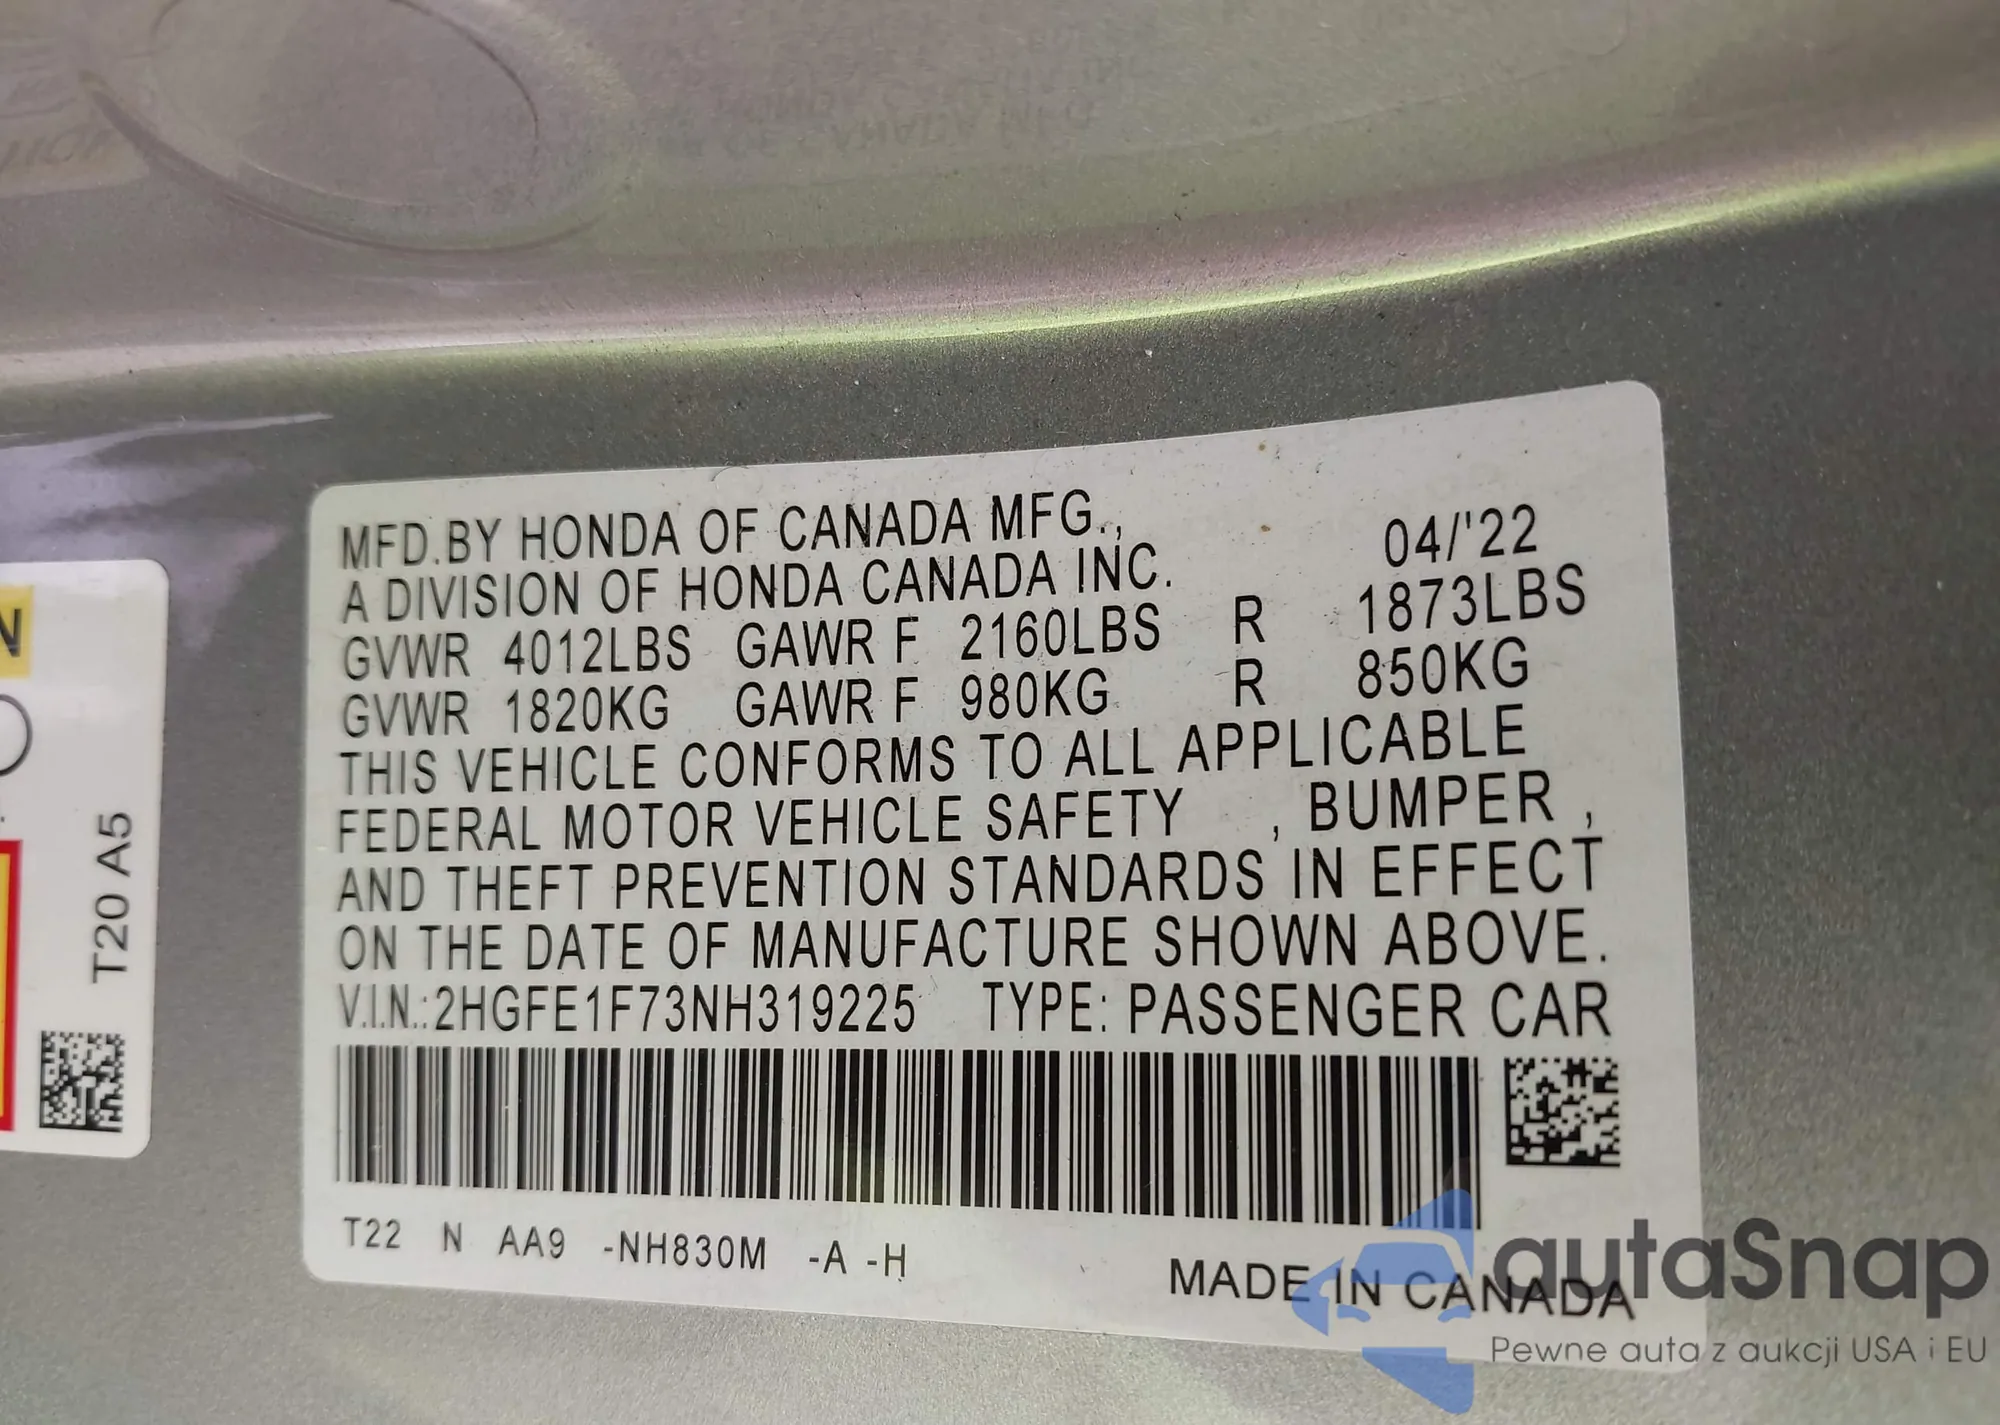 MFD.BY HONDA OF CANADA MFG., 04/'22
A DIVISION OF HONDA CANADA INC.
GVWR 4012LBS GAWR F 2160LBS R 1873LBS
GVWR 1820KG GAWR F 980KG R 850KG
THIS VEHICLE CONFORMS TO ALL APPLICABLE
FEDERAL MOTOR VEHICLE SAFETY , BUMPER ,
AND THEFT PREVENTION STANDARDS IN EFFECT
ON THE DATE OF MANUFACTURE SHOWN ABOVE.
V.I.N.:2HGFE1F73NH319225 TYPE: PASSENGER CAR
T22 N AA9 -NH830M -A -H
MADE IN CANADA
T20 A5
autaSnap
Pewne auta z aukcji USA i EU